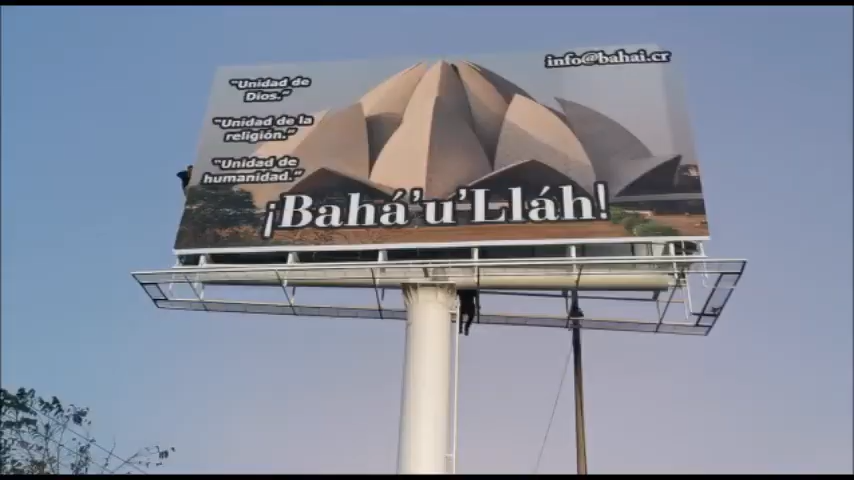 info@bahai.cr
"Unidad de
Dios."
"Unidad de la
religión."
"Unidad de
humanidad."
¡Bahá'u'Lláh!